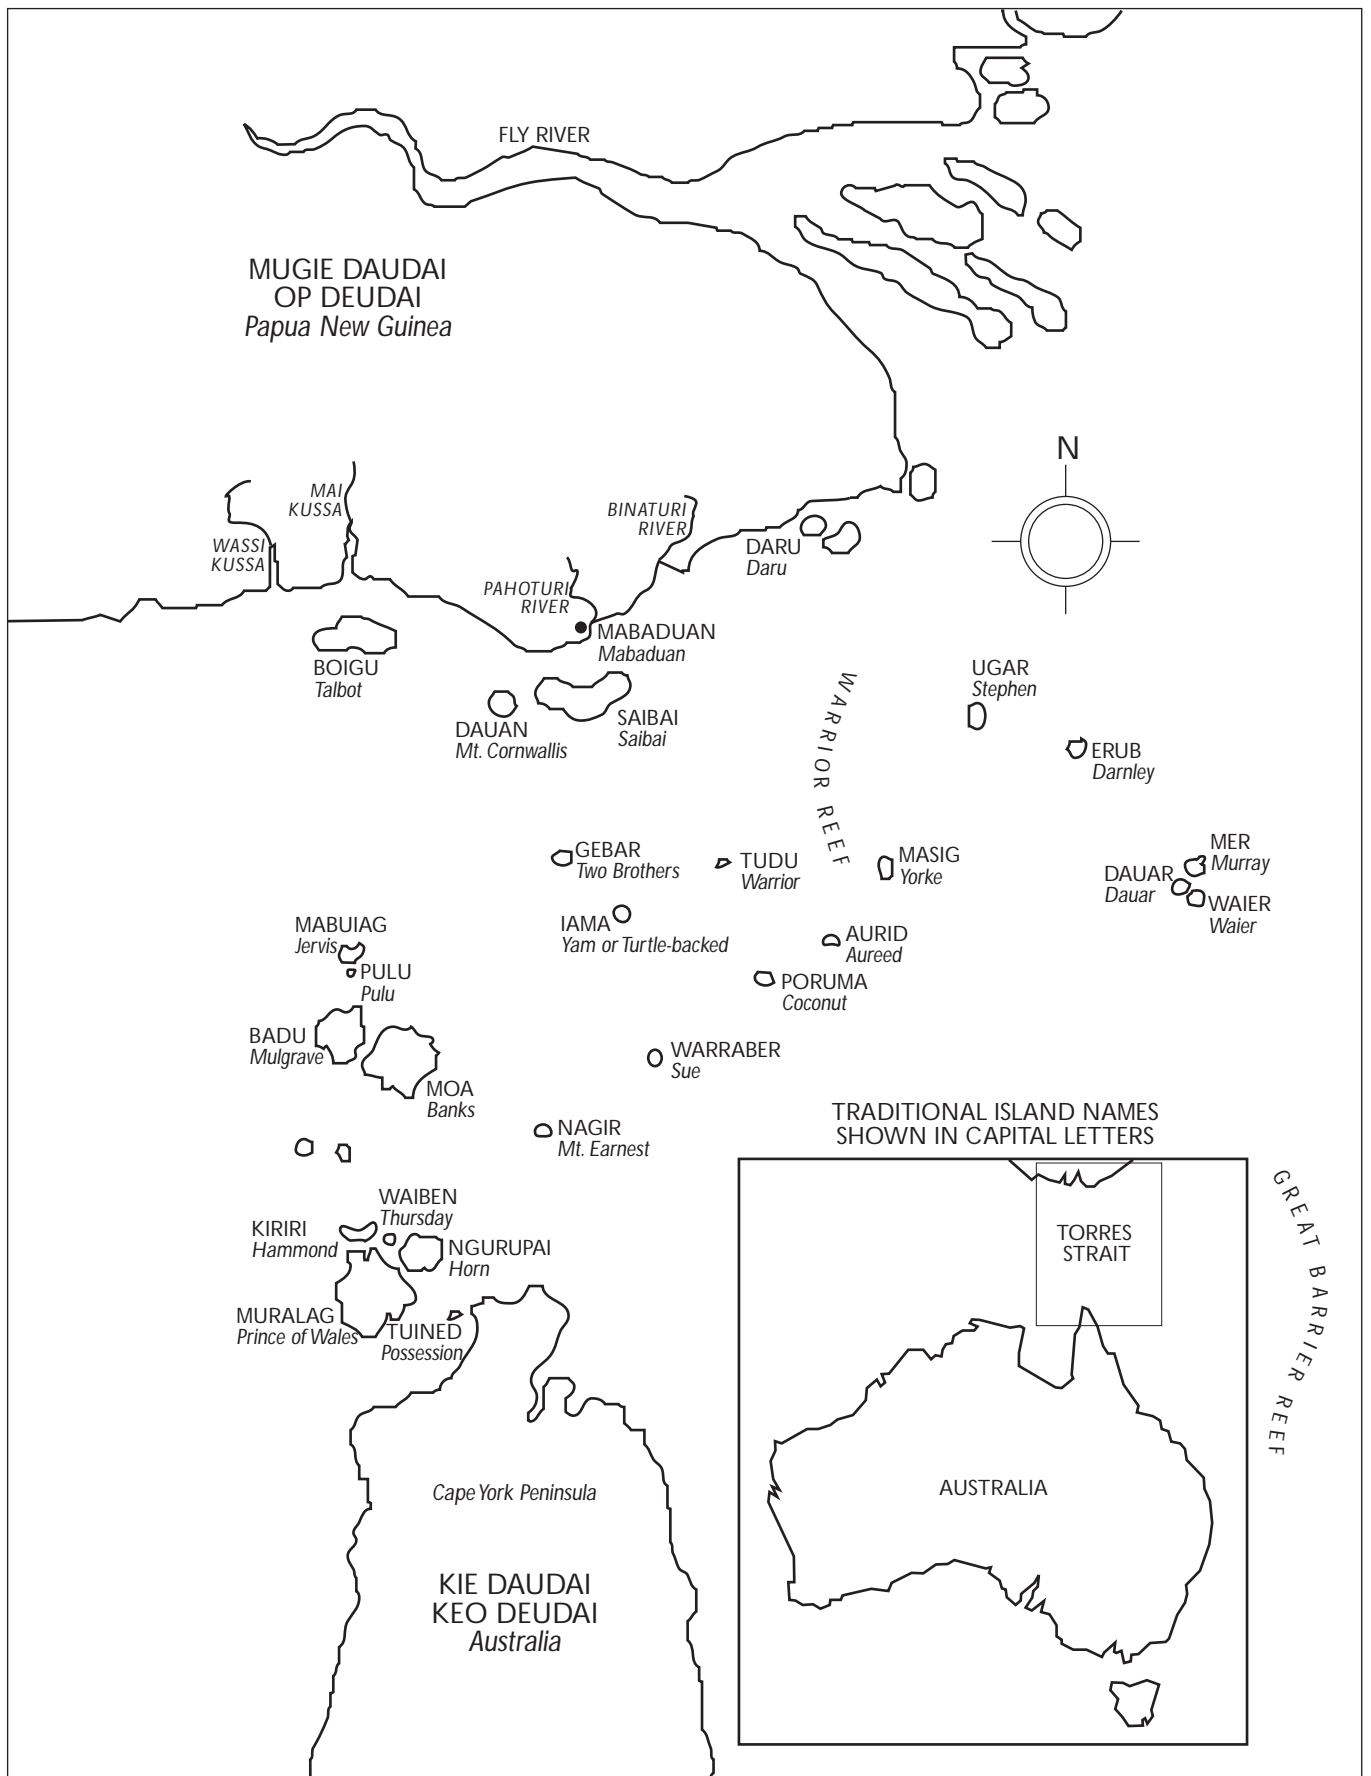 FLY RIVER
MUGIE DAUDAI
OP DEUDAI
Papua New Guinea
N
MAI
KUSSA
WASSI
KUSSA
BINATURI
RIVER
PAHOTURI
RIVER
DARU
Daru
MABADUAN
Mabaduan
BOIGU
Talbot
DAUAN
Mt. Cornwallis
SAIBAI
Saibai
WARRIOR REEF
UGAR
Stephen
ERUB
Darnley
GEBAR
Two Brothers
TUDU
Warrior
MASIG
Yorke
MER
Murray
DAUAR
Dauar
WAIER
Waier
IAMA
Yam or Turtle-backed
AURID
Aureed
PORUMA
Coconut
MABUIAG
Jervis
PULU
Pulu
BADU
Mulgrave
MOA
Banks
WARRABER
Sue
NAGIR
Mt. Earnest
WAIBEN
Thursday
KIRIRI
Hammond
NGURUPAI
Horn
MURALAG
Prince of Wales
TUINED
Possession
TRADITIONAL ISLAND NAMES
SHOWN IN CAPITAL LETTERS
TORRES
STRAIT
AUSTRALIA
GREAT BARRIER REEF
Cape York Peninsula
KIE DAUDAI
KEO DEUDAI
Australia